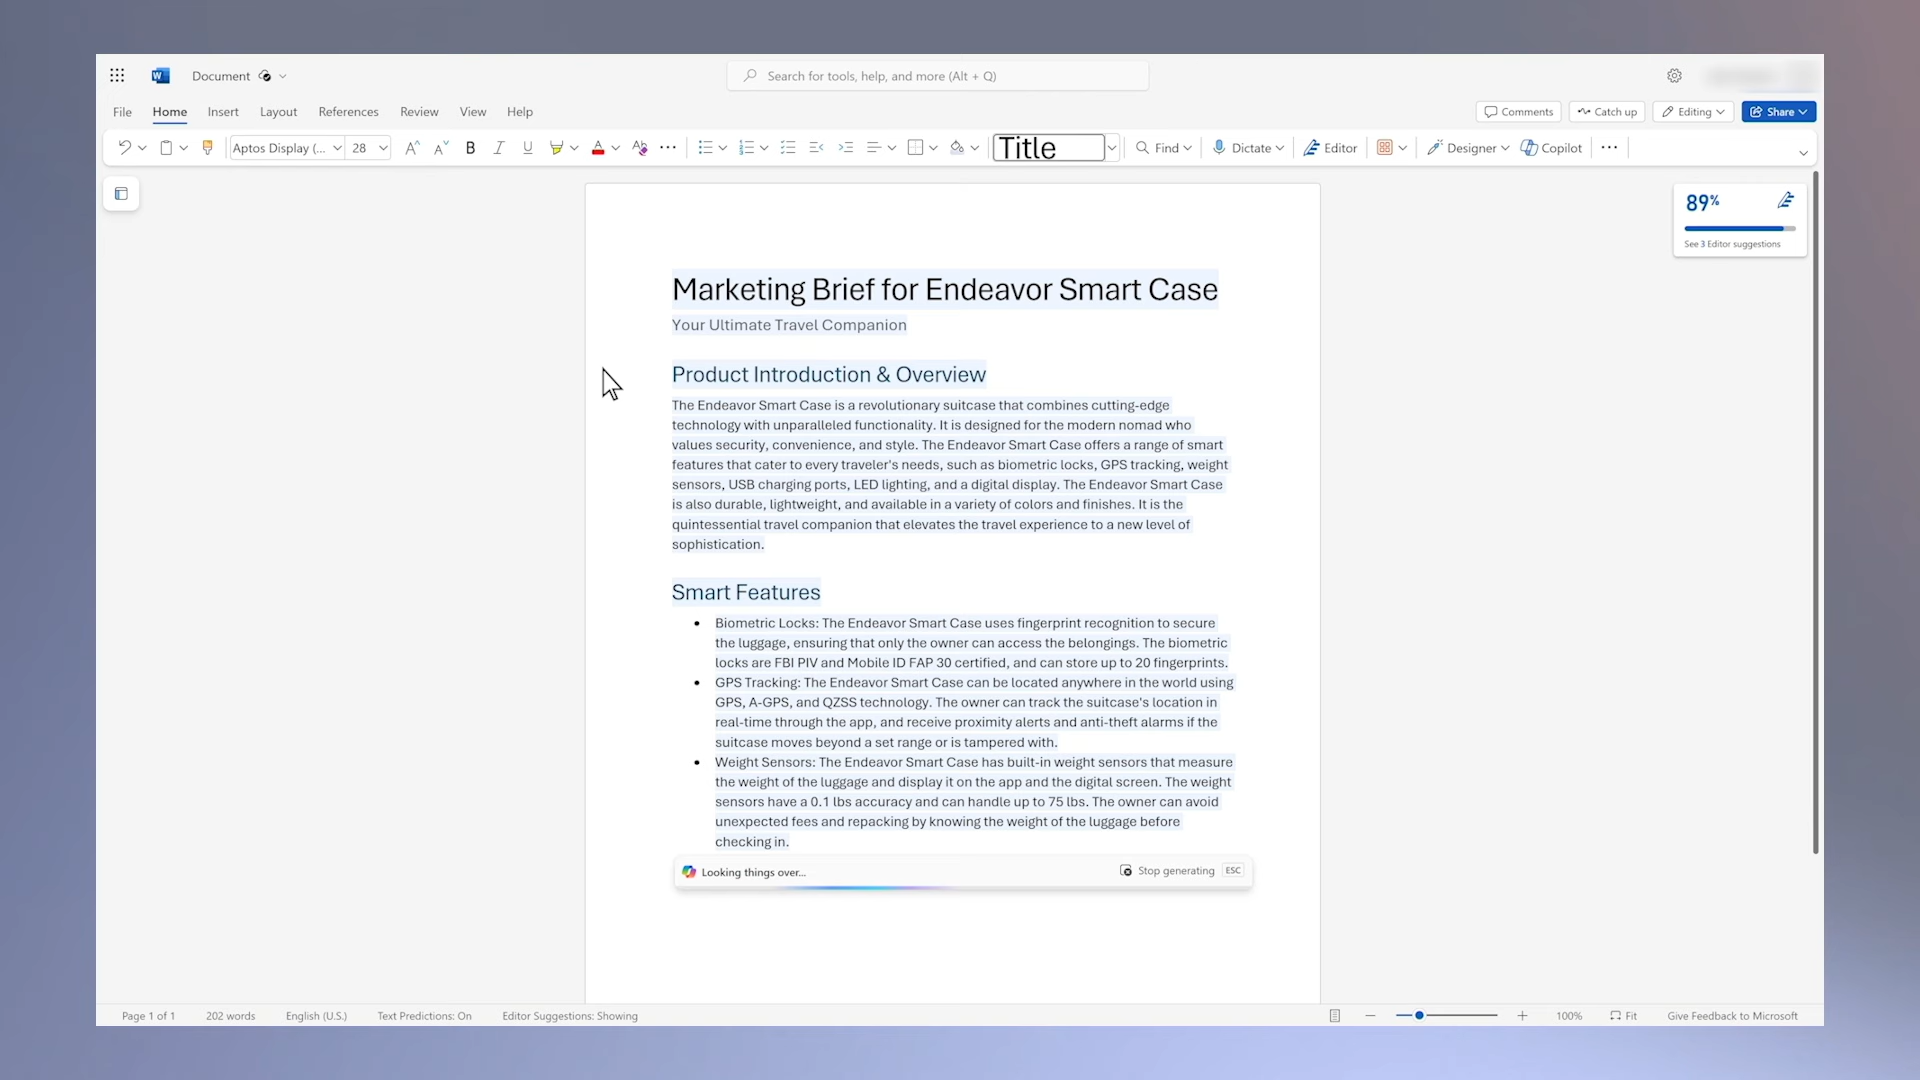 W Document
Search for tools, help, and more (Alt + Q)
File Home Insert Layout References Review View Help
Comments Catch up Editing Share
Aptos Display (... 28 A A B I U A A Title Find Dictate Editor Designer Copilot
89%
See 3 Editor suggestions
Marketing Brief for Endeavor Smart Case
Your Ultimate Travel Companion
Product Introduction & Overview
The Endeavor Smart Case is a revolutionary suitcase that combines cutting-edge
technology with unparalleled functionality. It is designed for the modern nomad who
values security, convenience, and style. The Endeavor Smart Case offers a range of smart
features that cater to every traveler's needs, such as biometric locks, GPS tracking, weight
sensors, USB charging ports, LED lighting, and a digital display. The Endeavor Smart Case
is also durable, lightweight, and available in a variety of colors and finishes. It is the
quintessential travel companion that elevates the travel experience to a new level of
sophistication.
Smart Features
• Biometric Locks: The Endeavor Smart Case uses fingerprint recognition to secure
the luggage, ensuring that only the owner can access the belongings. The biometric
locks are FBI PIV and Mobile ID FAP 30 certified, and can store up to 20 fingerprints.
• GPS Tracking: The Endeavor Smart Case can be located anywhere in the world using
GPS, A-GPS, and QZSS technology. The owner can track the suitcase's location in
real-time through the app, and receive proximity alerts and anti-theft alarms if the
suitcase moves beyond a set range or is tampered with.
• Weight Sensors: The Endeavor Smart Case has built-in weight sensors that measure
the weight of the luggage and display it on the app and the digital screen. The weight
sensors have a 0.1 lbs accuracy and can handle up to 75 lbs. The owner can avoid
unexpected fees and repacking by knowing the weight of the luggage before
checking in.
Looking things over... Stop generating ESC
Page 1 of 1 202 words English (U.S.) Text Predictions: On Editor Suggestions: Showing 100% Fit Give Feedback to Microsoft